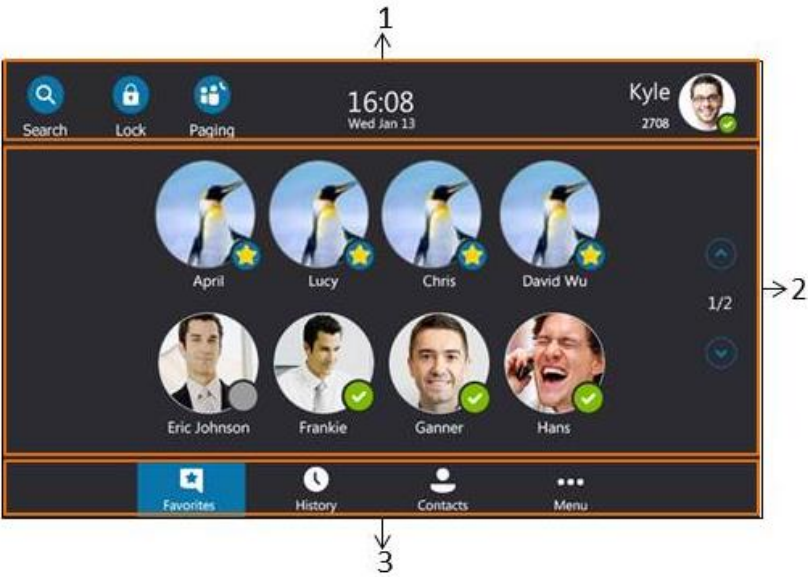 1
16:08
Wed Jan 13
Kyle
2708
Search Lock Paging
April Lucy Chris David Wu
1/2
2
Eric Johnson Frankie Ganner Hans
Favorites History Contacts Menu
3